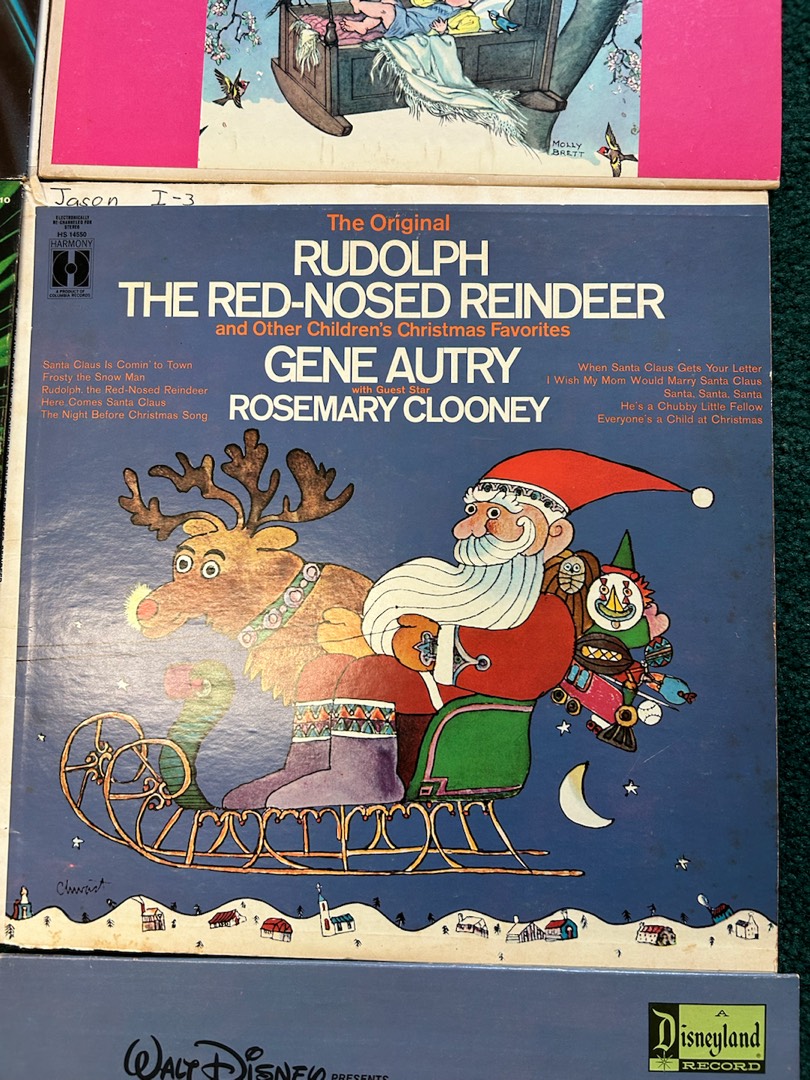 MOLLY
BRETT
10
Jason I-3
ELECTRONICALLY
RE-CHANNELED FOR
STEREO
HS 14550
HARMONY
A PRODUCT OF
COLUMBIA RECORDS
The Original
RUDOLPH
THE RED-NOSED REINDEER
and Other Children's Christmas Favorites
GENE AUTRY
with Guest Star
ROSEMARY CLOONEY
Santa Claus Is Comin' to Town
Frosty the Snow Man
Rudolph, the Red-Nosed Reindeer
Here Comes Santa Claus
The Night Before Christmas Song
When Santa Claus Gets Your Letter
I Wish My Mom Would Marry Santa Claus
Santa, Santa, Santa
He's a Chubby Little Fellow
Everyone's a Child at Christmas
WALT DISNEY PRESENTS
A
Disneyland
RECORD